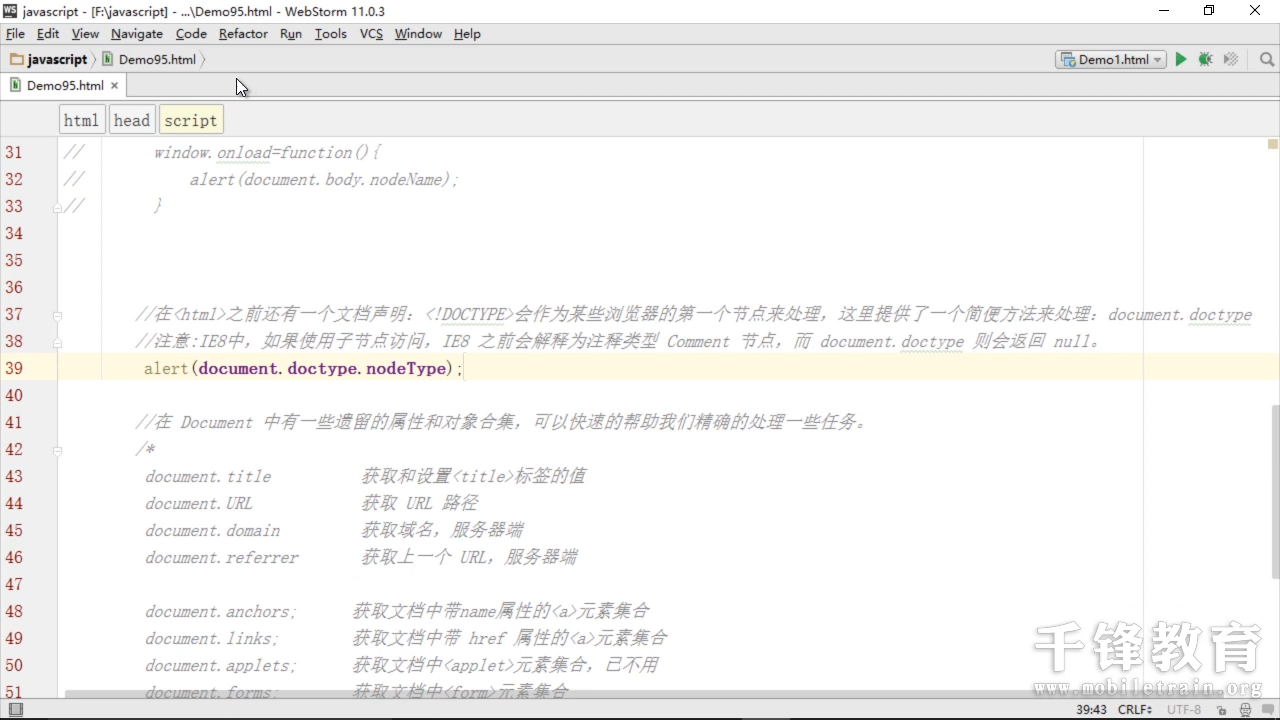 javascript - [F:\javascript] - ...\Demo95.html - WebStorm 11.0.3
File Edit View Navigate Code Refactor Run Tools VCS Window Help
javascript Demo95.html Demo1.html
Demo95.html ×
html head script
31 // window.onload=function(){
32 // alert(document.body.nodeName);
33 // }
34
35
36
37 //在<html>之前还有一个文档声明：<!DOCTYPE>会作为某些浏览器的第一个节点来处理，这里提供了一个简便方法来处理：document.doctype
38 //注意:IE8中，如果使用子节点访问，IE8 之前会解释为注释类型 Comment 节点，而 document.doctype 则会返回 null。
39 alert(document.doctype.nodeType);
40
41 //在 Document 中有一些遗留的属性和对象合集，可以快速的帮助我们精确的处理一些任务。
42 /*
43 document.title 获取和设置<title>标签的值
44 document.URL 获取 URL 路径
45 document.domain 获取域名，服务器端
46 document.referrer 获取上一个 URL，服务器端
47
48 document.anchors; 获取文档中带name属性的<a>元素集合
49 document.links; 获取文档中带 href 属性的<a>元素集合
50 document.applets; 获取文档中<applet>元素集合，已不用
51 document.forms; 获取文档中<form>元素集合
千锋教育
www.mobiletrain.org
39:43 CRLF UTF-8